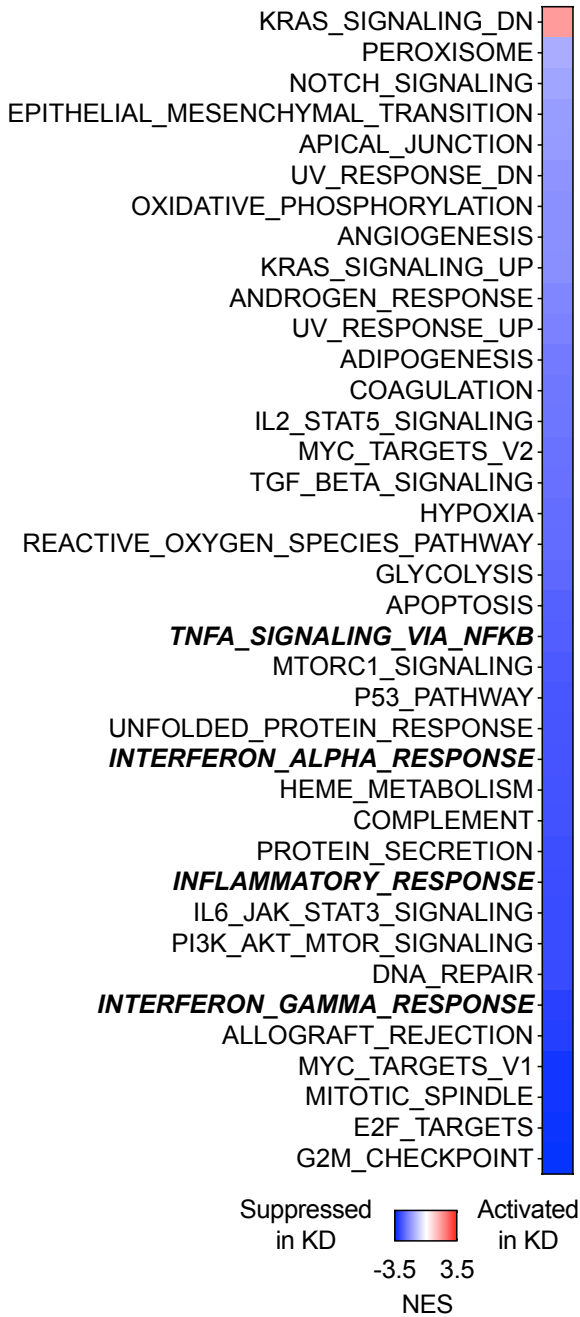 KRAS_SIGNALING_DN
PEROXISOME
NOTCH_SIGNALING
EPITHELIAL_MESENCHYMAL_TRANSITION
APICAL_JUNCTION
UV_RESPONSE_DN
OXIDATIVE_PHOSPHORYLATION
ANGIOGENESIS
KRAS_SIGNALING_UP
ANDROGEN_RESPONSE
UV_RESPONSE_UP
ADIPOGENESIS
COAGULATION
IL2_STAT5_SIGNALING
MYC_TARGETS_V2
TGF_BETA_SIGNALING
HYPOXIA
REACTIVE_OXYGEN_SPECIES_PATHWAY
GLYCOLYSIS
APOPTOSIS
TNFA_SIGNALING_VIA_NFKB
MTORC1_SIGNALING
P53_PATHWAY
UNFOLDED_PROTEIN_RESPONSE
INTERFERON_ALPHA_RESPONSE
HEME_METABOLISM
COMPLEMENT
PROTEIN_SECRETION
INFLAMMATORY_RESPONSE
IL6_JAK_STAT3_SIGNALING
PI3K_AKT_MTOR_SIGNALING
DNA_REPAIR
INTERFERON_GAMMA_RESPONSE
ALLOGRAFT_REJECTION
MYC_TARGETS_V1
MITOTIC_SPINDLE
E2F_TARGETS
G2M_CHECKPOINT
Suppressed Activated
in KD in KD
-3.5 3.5
NES